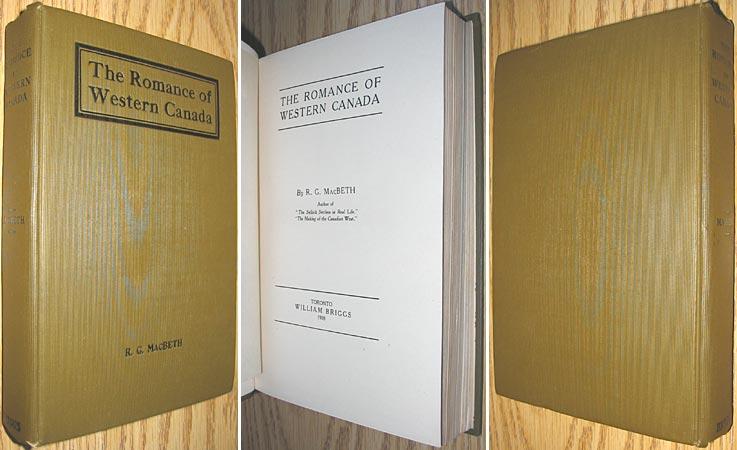 The Romance of
Western Canada
R. G. MACBETH
THE ROMANCE OF
WESTERN CANADA
By R. G. MACBETH
Author of
"The Selkirk Settlers in Real Life."
"The Making of the Canadian West."
TORONTO
WILLIAM BRIGGS